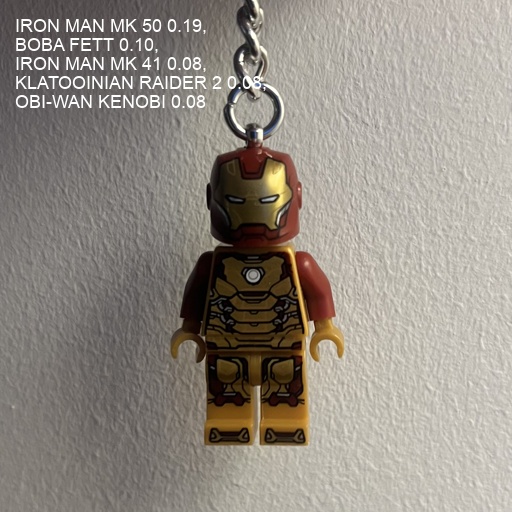 IRON MAN MK 50 0.19,
BOBA FETT 0.10,
IRON MAN MK 41 0.08,
KLATOOINIAN RAIDER 2 0.08,
OBI-WAN KENOBI 0.08